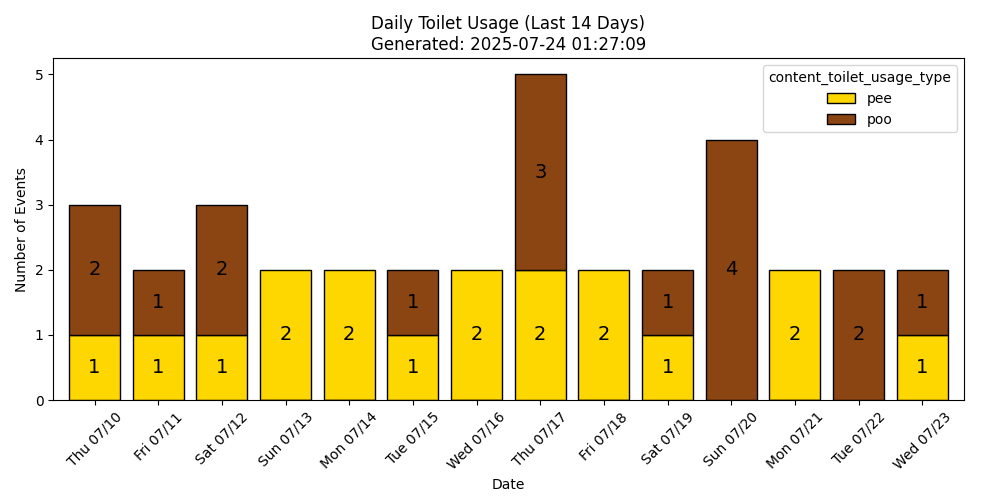 Daily Toilet Usage (Last 14 Days)
Generated: 2025-07-24 01:27:09
content_toilet_usage_type
pee
poo
Number of Events
5
4
3
2
1
0
2
1
1
1
2
1
2
2
1
1
2
3
2
2
1
1
4
2
2
1
1
Thu 07/10
Fri 07/11
Sat 07/12
Sun 07/13
Mon 07/14
Tue 07/15
Wed 07/16
Thu 07/17
Fri 07/18
Sat 07/19
Sun 07/20
Mon 07/21
Tue 07/22
Wed 07/23
Date